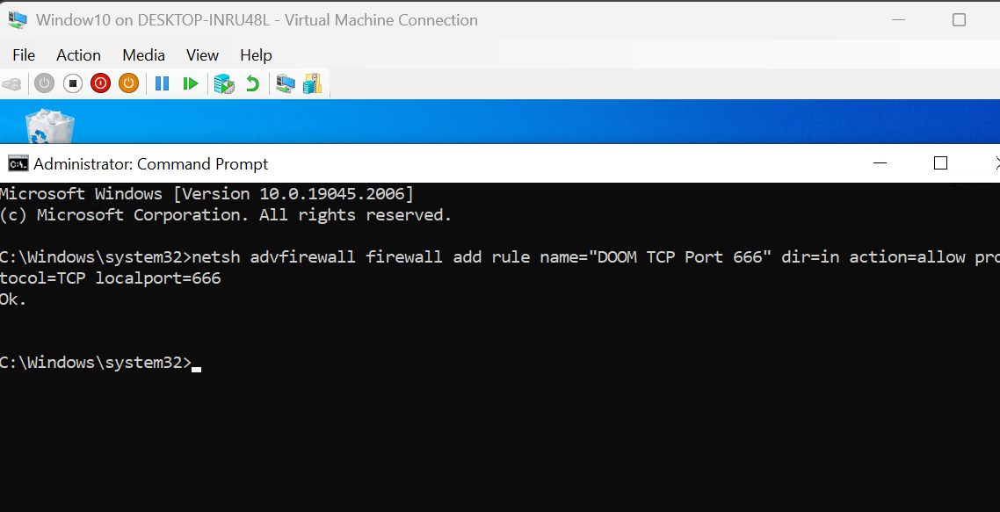 Window10 on DESKTOP-INRU48L - Virtual Machine Connection
File Action Media View Help
Administrator: Command Prompt
Microsoft Windows [Version 10.0.19045.2006]
(c) Microsoft Corporation. All rights reserved.
C:\Windows\system32>netsh advfirewall firewall add rule name="DOOM TCP Port 666" dir=in action=allow pro
tocol=TCP localport=666
Ok.
C:\Windows\system32>